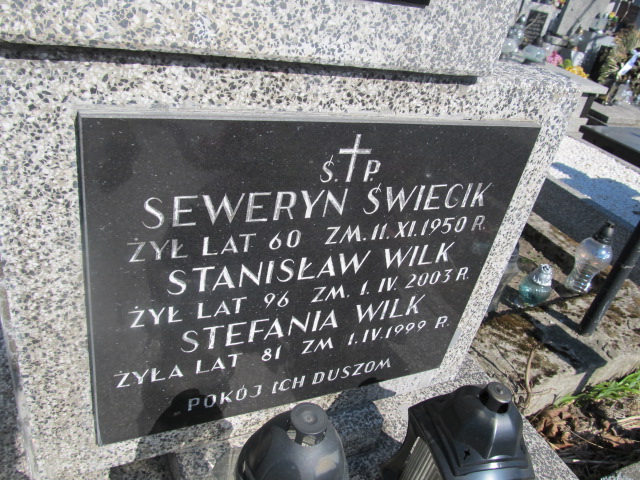 Ś. P.
SEWERYN ŚWIECIK
ŻYŁ LAT 60 ZM. 11. XI. 1950 R.
STANISŁAW WILK
ŻYŁ LAT 96 ZM. 1. IV. 2003 R.
STEFANIA WILK
ŻYŁA LAT 81 ZM 1.IV.1999 R.
POKÓJ ICH DUSZOM